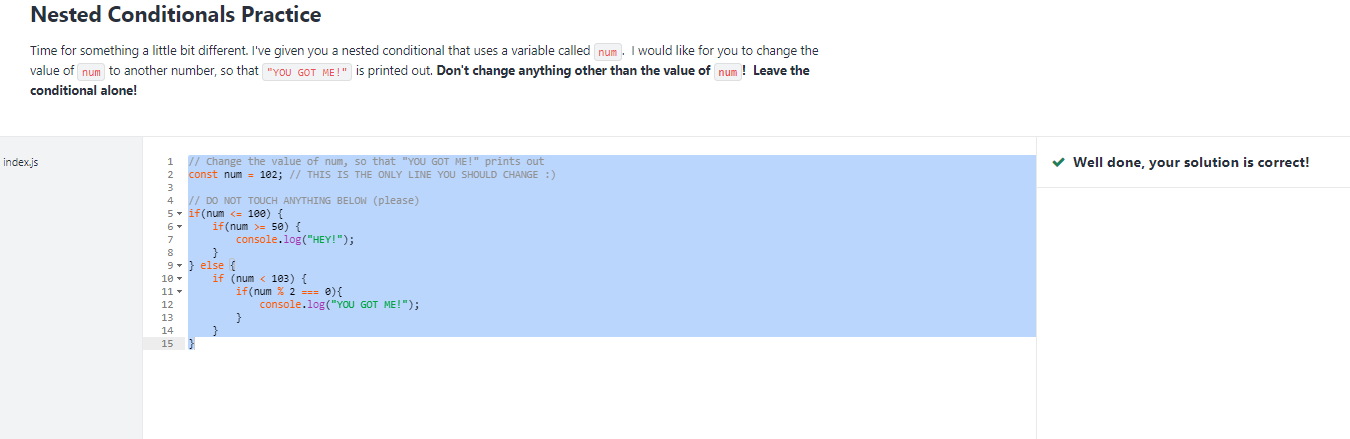 Nested Conditionals Practice
Time for something a little bit different. I've given you a nested conditional that uses a variable called num. I would like for you to change the
value of num to another number, so that "YOU GOT ME!" is printed out. Don't change anything other than the value of num! Leave the
conditional alone!
index.js
1 // Change the value of num, so that "YOU GOT ME!" prints out
2 const num = 102; // THIS IS THE ONLY LINE YOU SHOULD CHANGE :)
3
4 // DO NOT TOUCH ANYTHING BELOW (please)
5 if(num <= 100) {
6     if(num >= 50) {
7         console.log("HEY!");
8     }
9 } else {
10     if (num < 103) {
11         if(num % 2 === 0){
12             console.log("YOU GOT ME!");
13         }
14     }
15 }
Well done, your solution is correct!